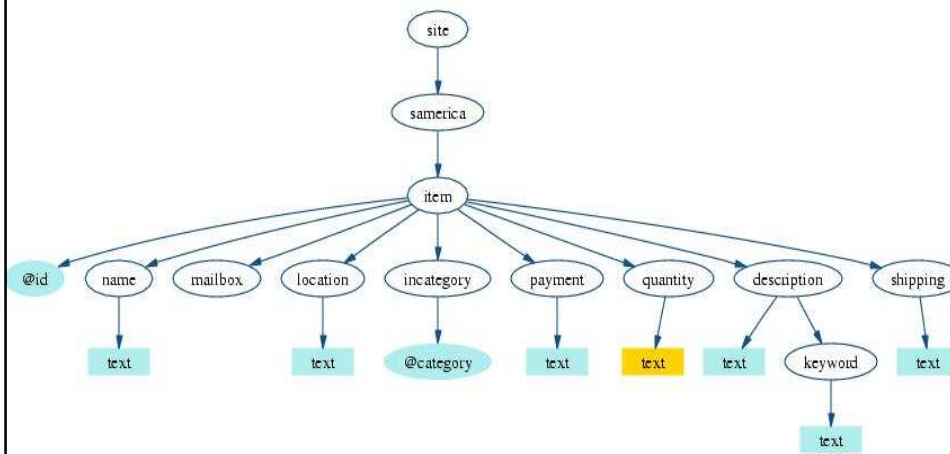 site
samerica
item
@id name mailbox location incategory payment quantity description shipping
text text @category text text text keyword text
text